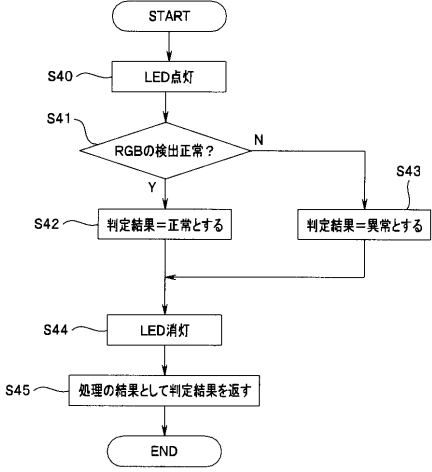 START
S40
LED点灯
S41
RGBの検出正常?
N
Y
S43
S42
判定結果=正常とする
判定結果=異常とする
S44
LED消灯
S45
処理の結果として判定結果を返す
END